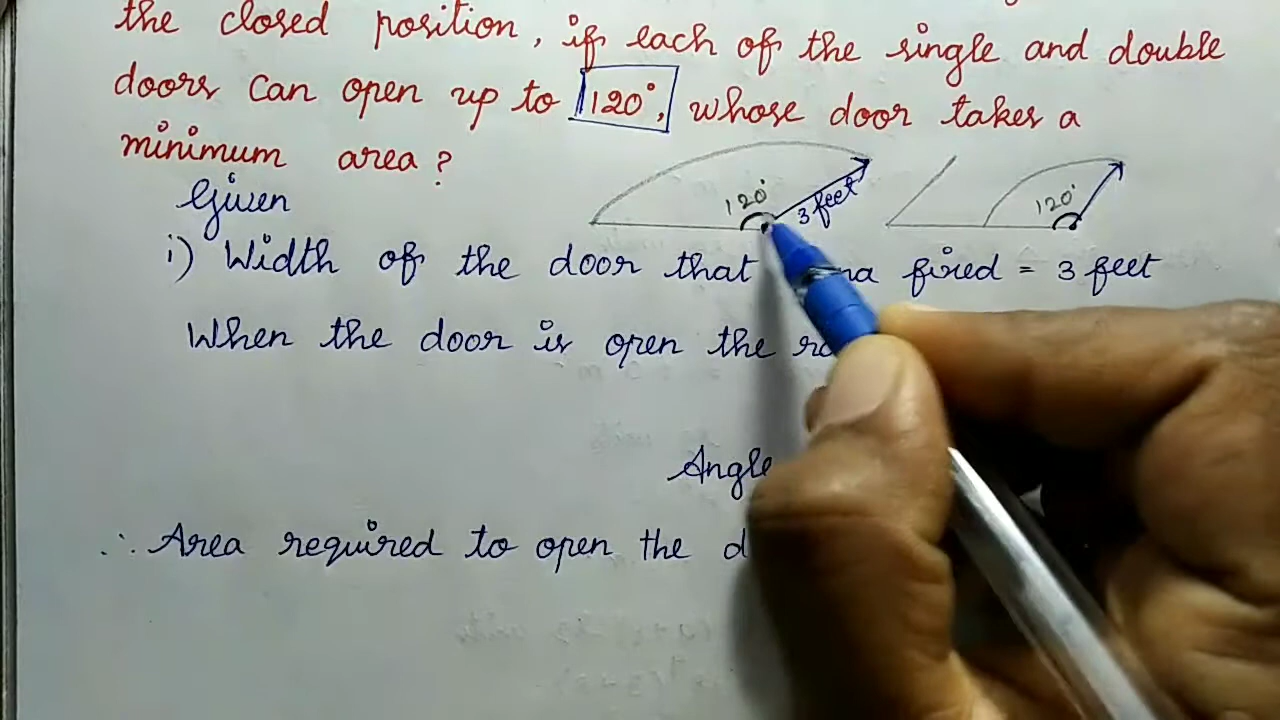 the closed position, if each of the single and double
doors can open up to 120°, whose door takes a
minimum area?
120° 3 feet 120°
Given
i) Width of the door that fixed = 3 feet
When the door is open the
Angle
∴ Area required to open the